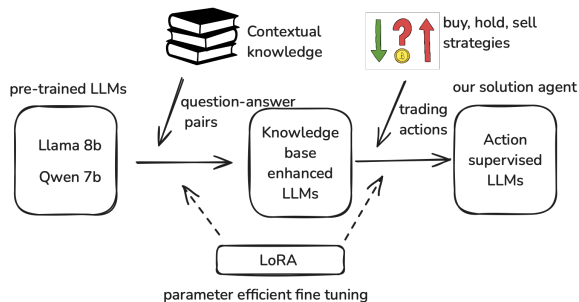 Contextual
knowledge
buy, hold, sell
strategies
pre-trained LLMs
question-answer
pairs
trading
actions
our solution agent
Llama 8b
Qwen 7b
Knowledge
base
enhanced
LLMs
Action
supervised
LLMs
LoRA
parameter efficient fine tuning